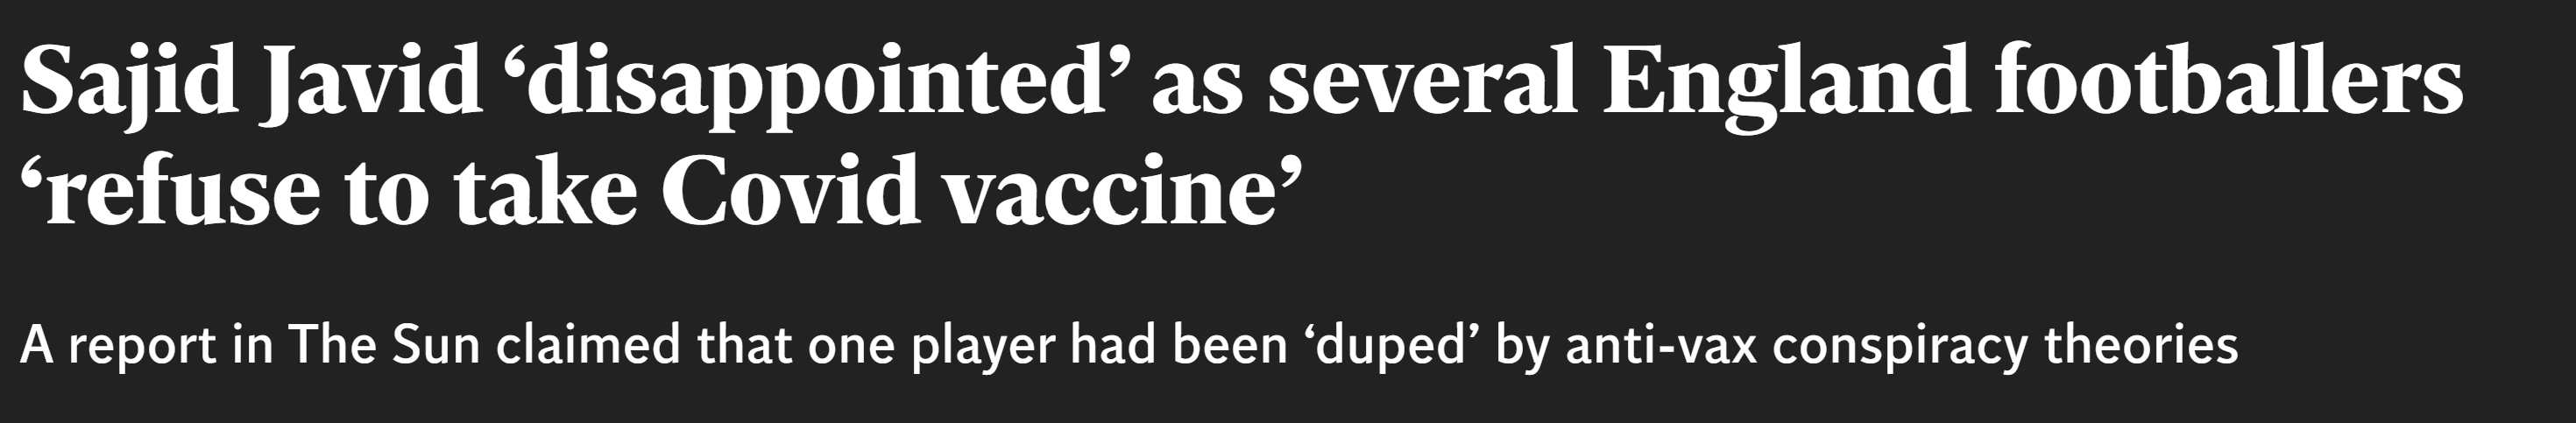 Sajid Javid ‘disappointed’ as several England footballers
‘refuse to take Covid vaccine’
A report in The Sun claimed that one player had been ‘duped’ by anti-vax conspiracy theories